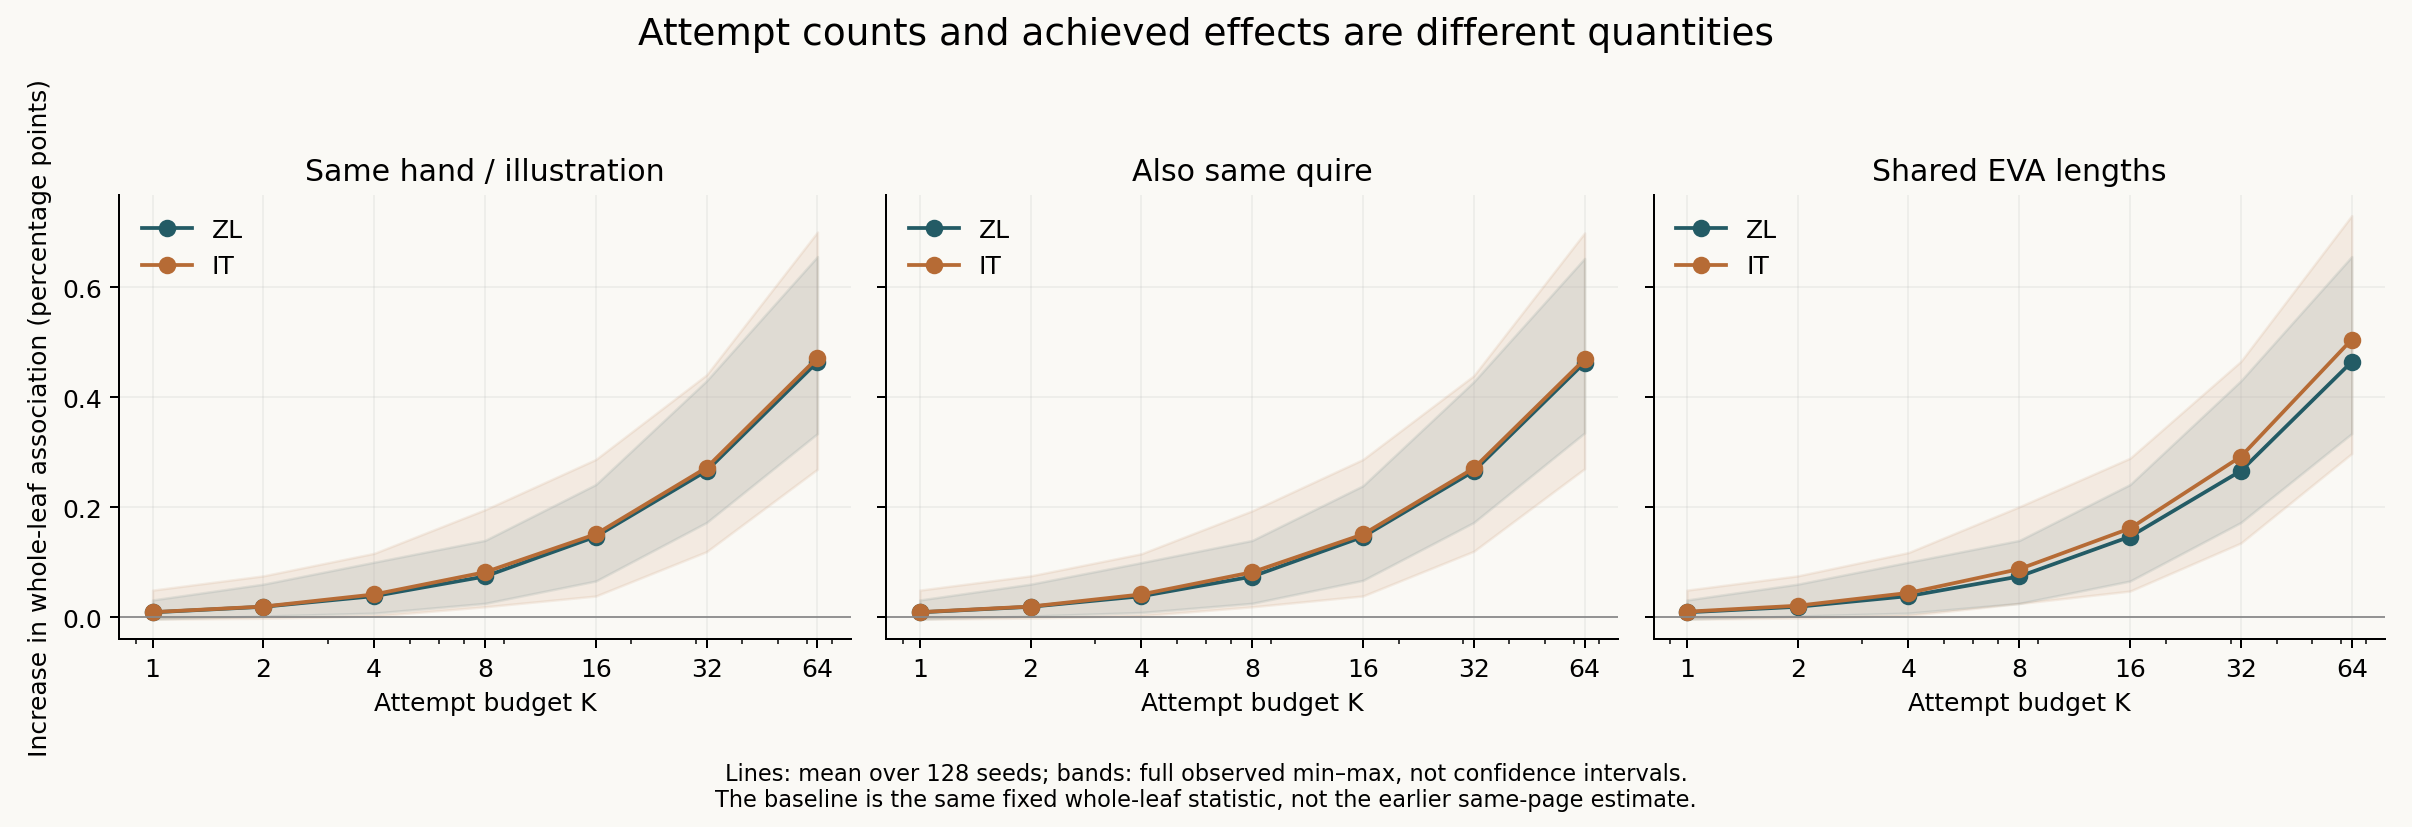 Attempt counts and achieved effects are different quantities
Increase in whole-leaf association (percentage points)
Same hand / illustration
ZL
IT
0.6
0.4
0.2
0.0
1 2 4 8 16 32 64
Attempt budget K
Also same quire
ZL
IT
1 2 4 8 16 32 64
Attempt budget K
Shared EVA lengths
ZL
IT
1 2 4 8 16 32 64
Attempt budget K
Lines: mean over 128 seeds; bands: full observed min–max, not confidence intervals.
The baseline is the same fixed whole-leaf statistic, not the earlier same-page estimate.